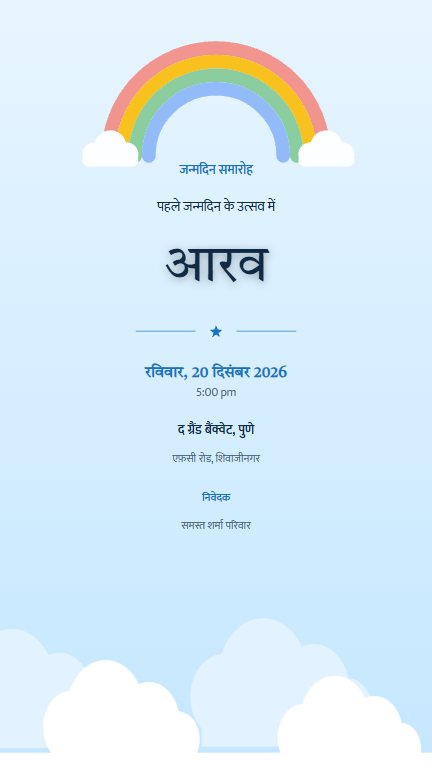 जन्मदिन समारोह
पहले जन्मदिन के उत्सव में
आरव
रविवार, 20 दिसंबर 2026
5:00 pm
द ग्रैंड बैंक्वेट, पुणे
एफ़सी रोड, शिवाजीनगर
निवेदक
समस्त शर्मा परिवार